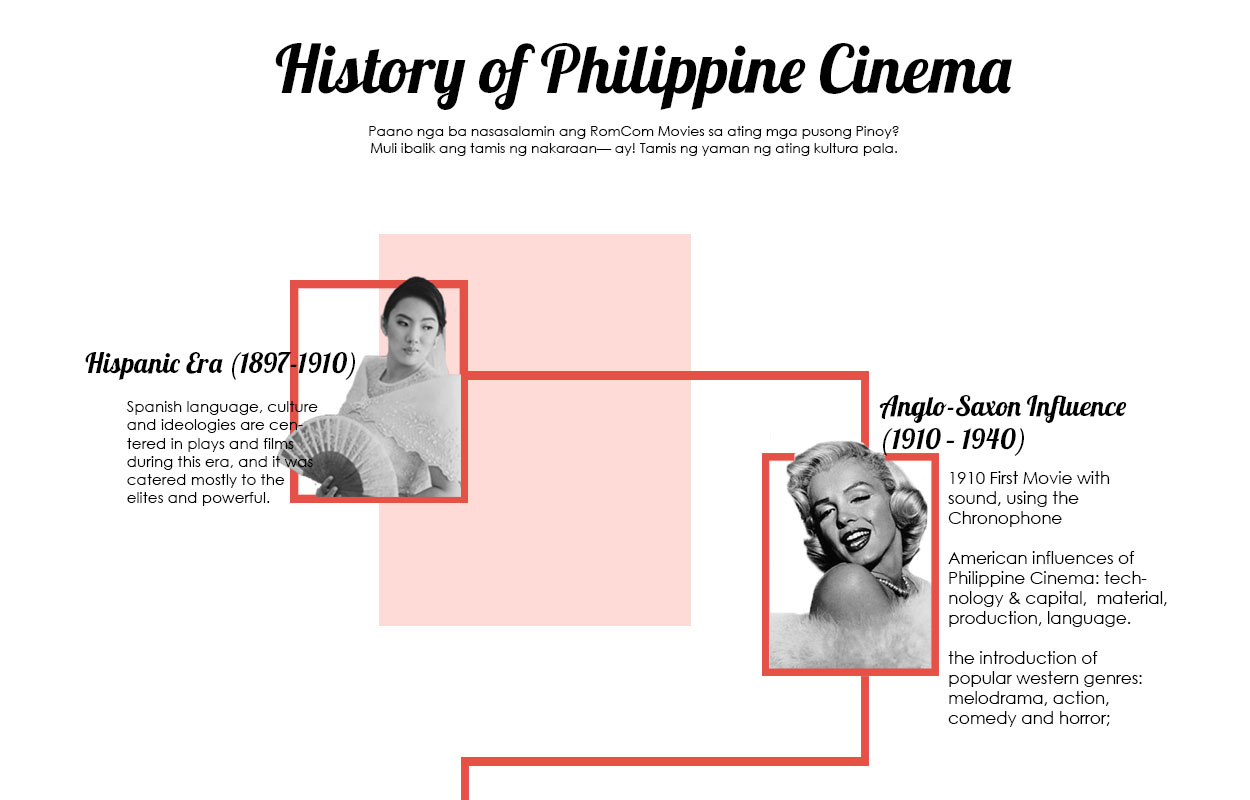 History of Philippine Cinema
Paano nga ba nasasalamin ang RomCom Movies sa ating mga pusong Pinoy?
Muli ibalik ang tamis ng nakaraan— ay! Tamis ng yaman ng ating kultura pala.
Hispanic Era (1897-1910)
Spanish language, culture
and ideologies are cen-
tered in plays and films
during this era, and it was
catered mostly to the
elites and powerful.
Anglo-Saxon Influence
(1910 - 1940)
1910 First Movie with
sound, using the
Chronophone
American influences of
Philippine Cinema: tech-
nology & capital,  material,
production, language.
the introduction of
popular western genres:
melodrama, action,
comedy and horror;